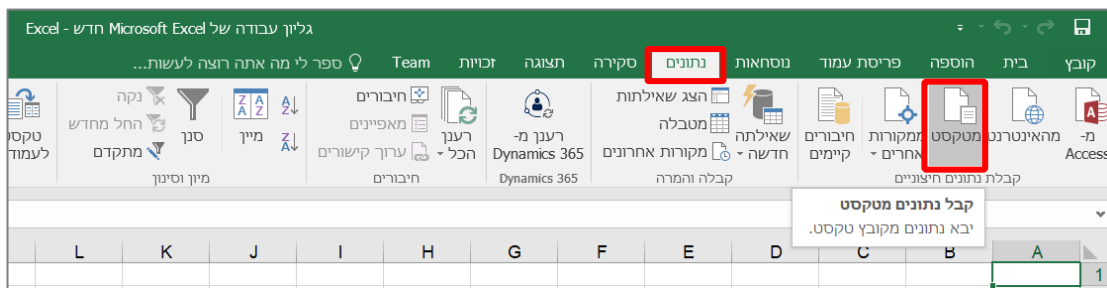 גליון עבודה של Microsoft Excel חדש - Excel
קובץ בית הוספה פריסת עמוד נוסחאות נתונים סקירה תצוגה זכויות Team ספר לי מה אתה רוצה לעשות...
מ- Access
מהאינטרנט
מטקסט
ממקורות אחרים
חיבורים קיימים
קבלת נתונים חיצוניים
שאילתה חדשה
הצג שאילתות
מטבלה
מקורות אחרונים
קבלה והמרה
רענן מ- Dynamics 365
Dynamics 365
רענן הכל
חיבורים
מאפיינים
ערוך קישורים
חיבורים
מיין
סנן
נקה
החל מחדש
מתקדם
מיון וסינון
קבל נתונים מטקסט
יבא נתונים מקובץ טקסט.
A B C D E F G H I J K L
1